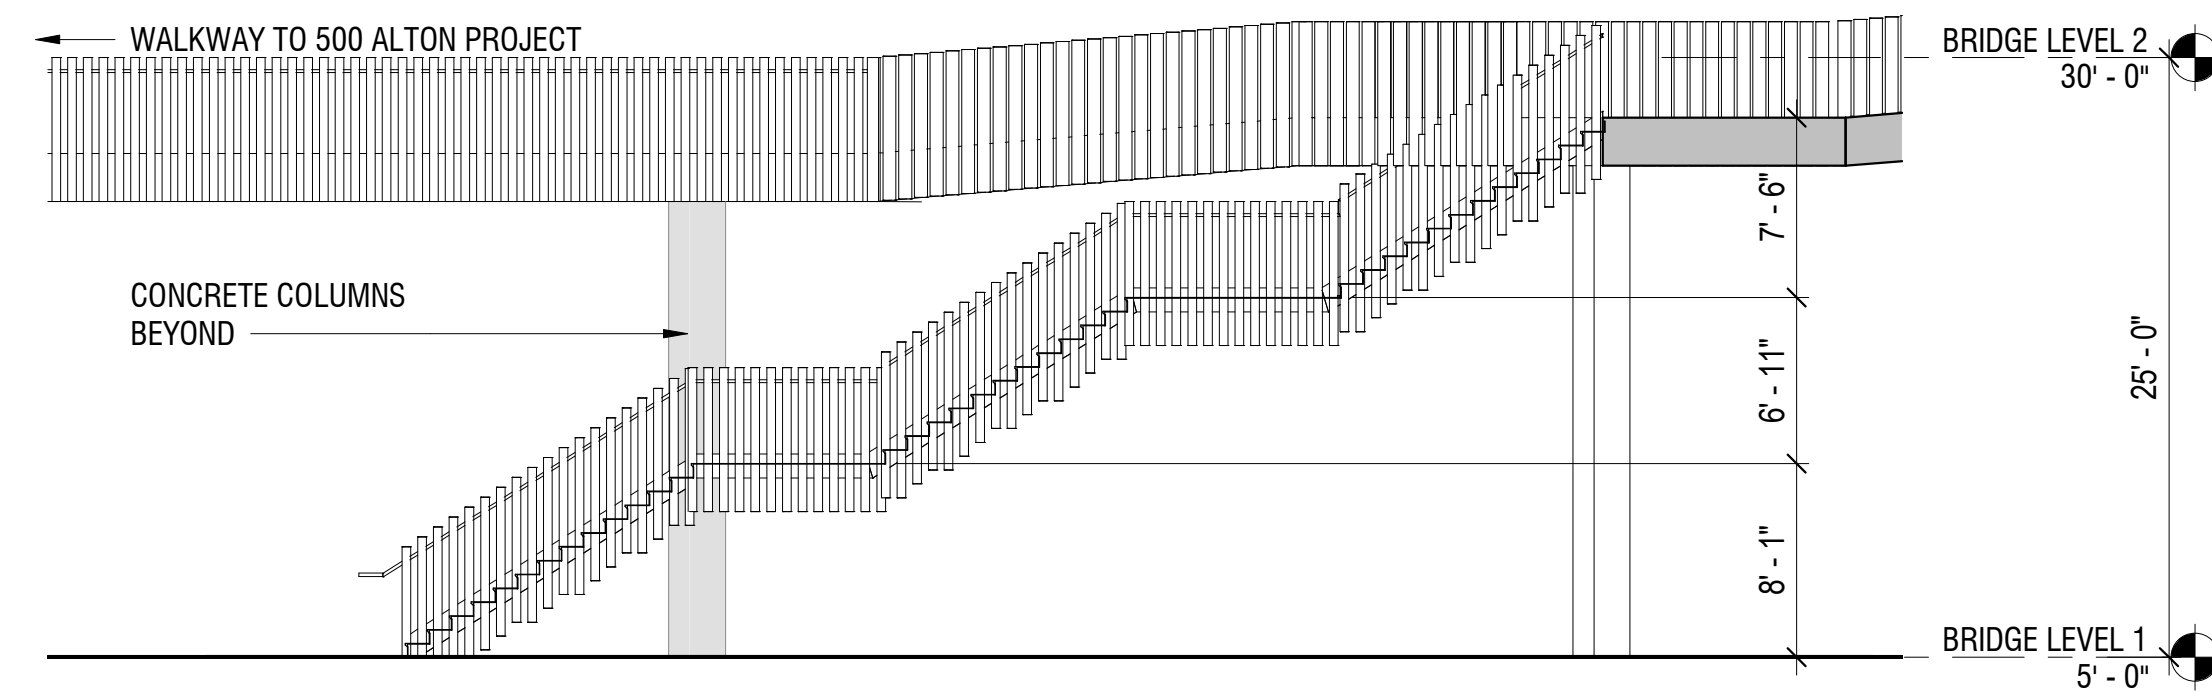 WALKWAY TO 500 ALTON PROJECT
BRIDGE LEVEL 2
30' - 0"
7' - 6"
CONCRETE COLUMNS
BEYOND
6' - 11"
25' - 0"
8' - 1"
BRIDGE LEVEL 1
5' - 0"